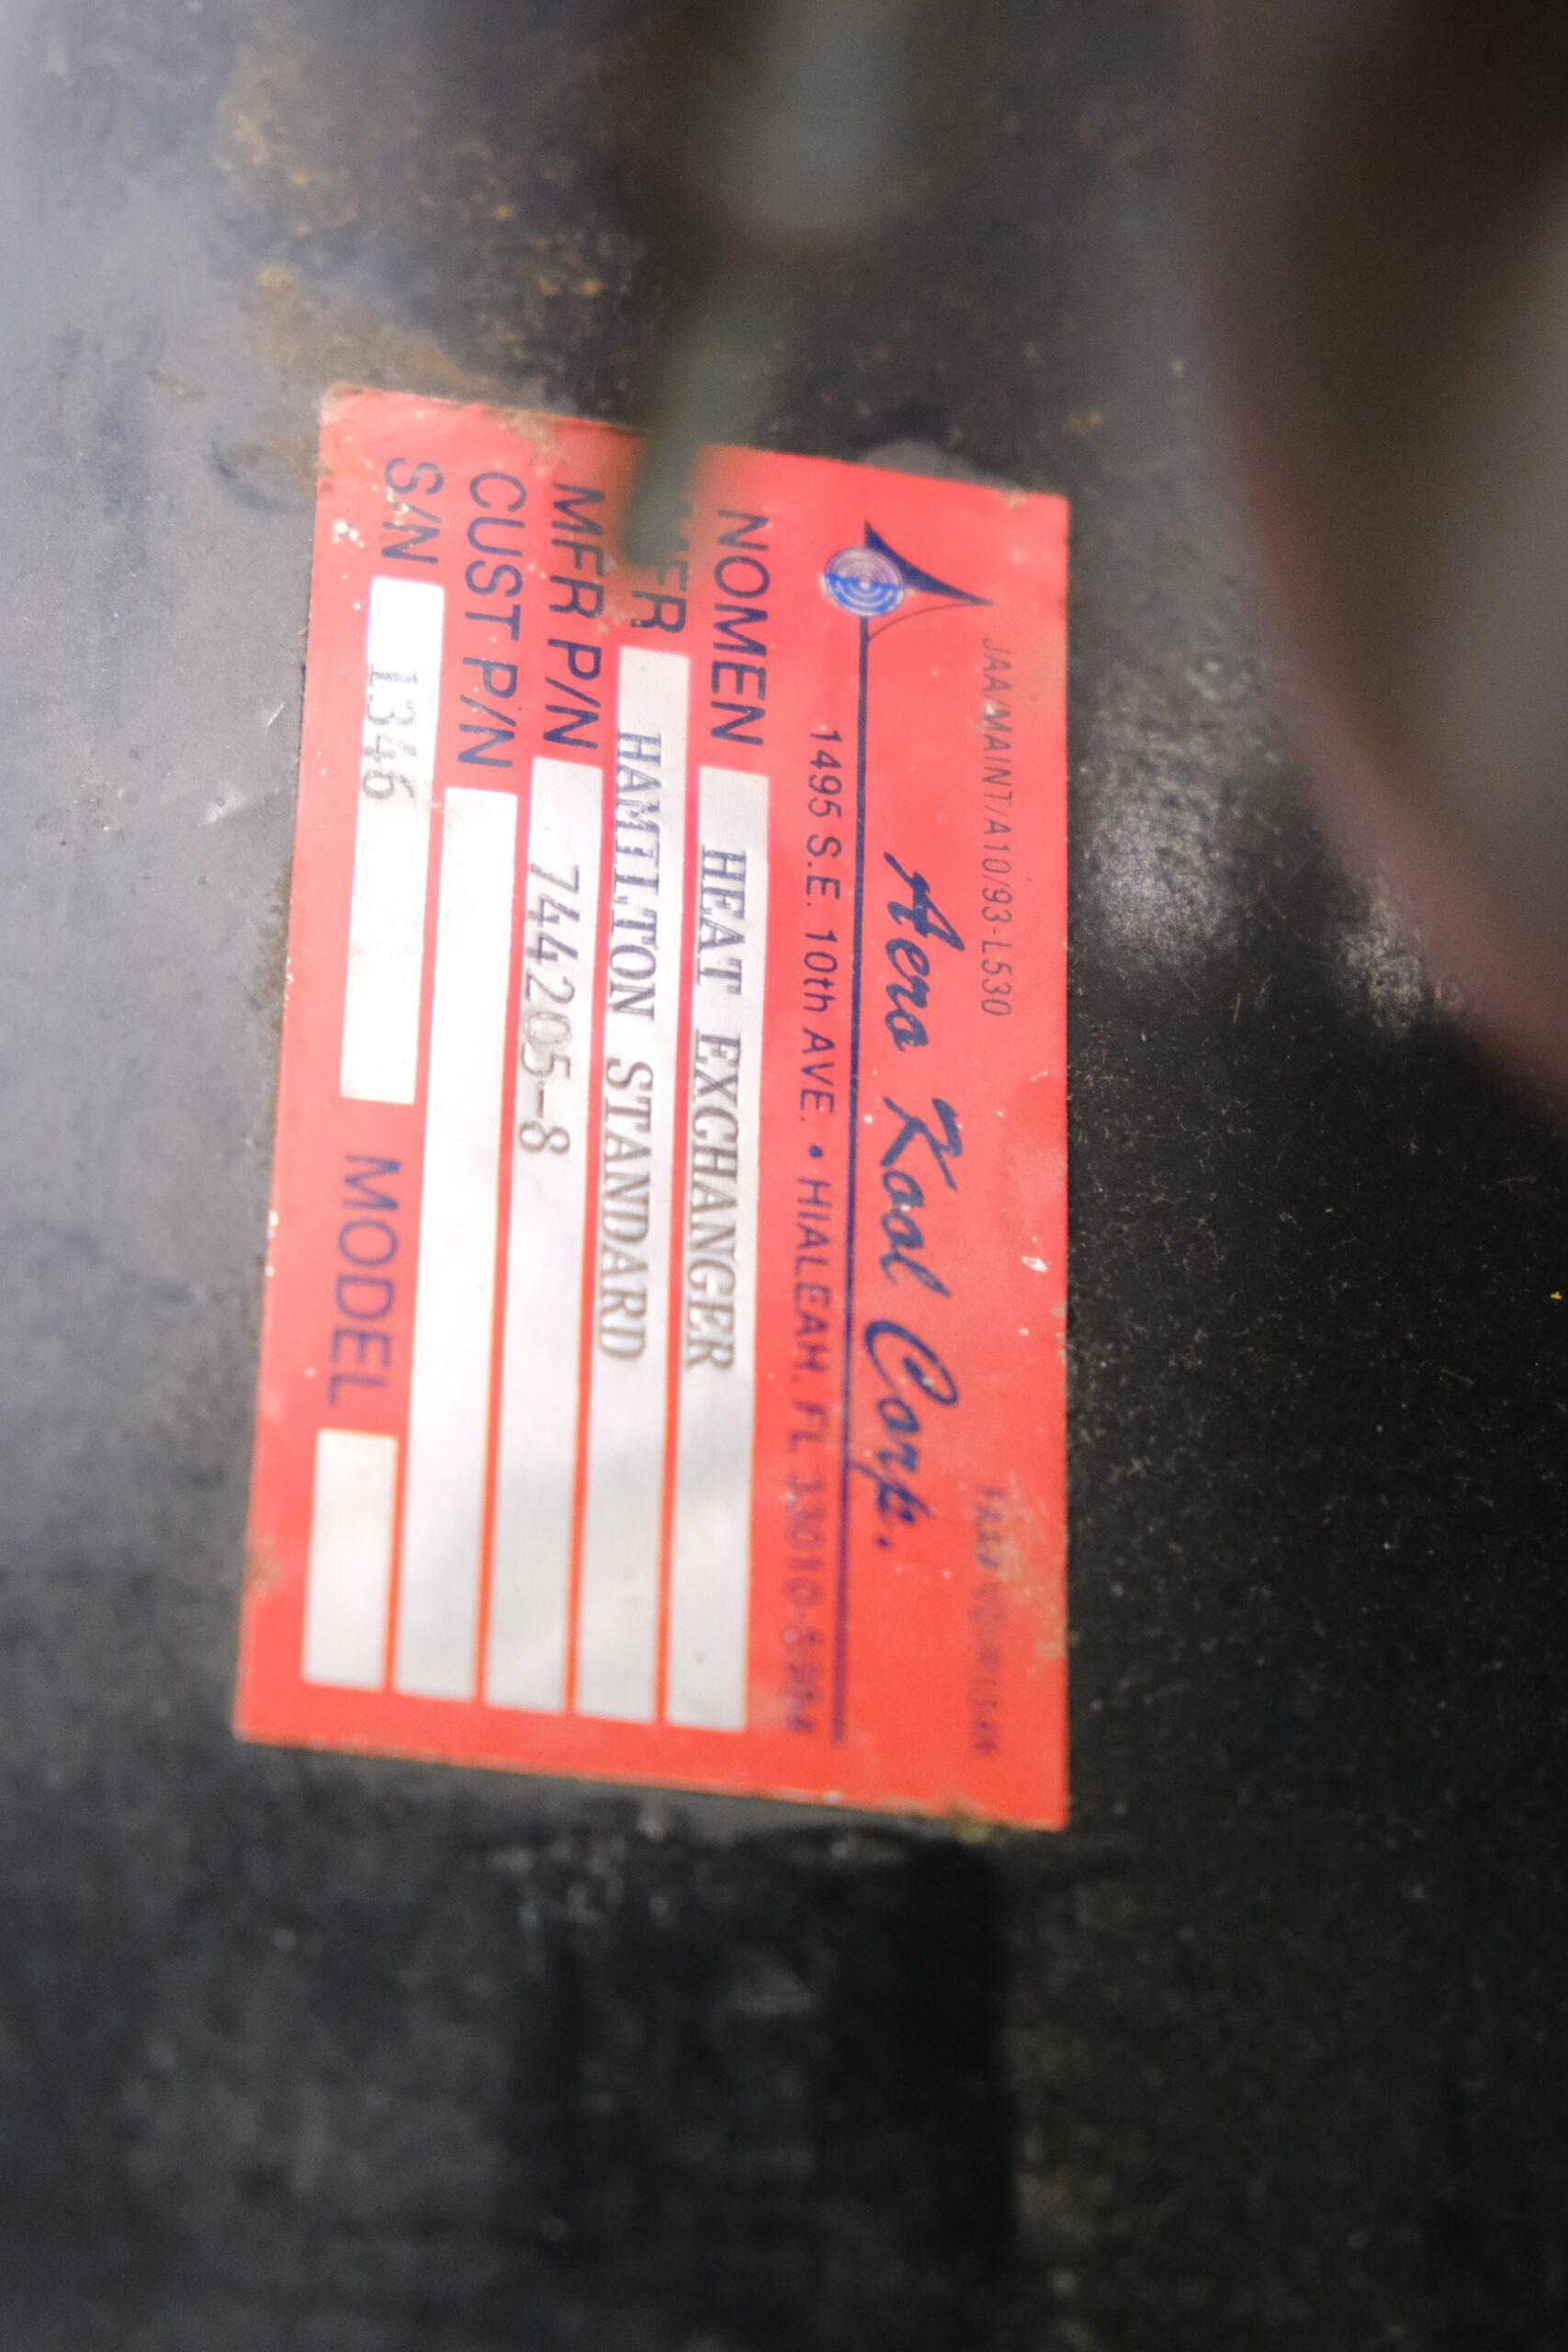 JAA/MAINT/A10/93-L530
Aero Kool Corp.
1495 S.E. 10th AVE. • HIALEAH, FL 33010-5904
NOMEN HEAT EXCHANGER
MFR HAMILTON STANDARD
MFR P/N 744205-8
CUST P/N
S/N 1346 MODEL